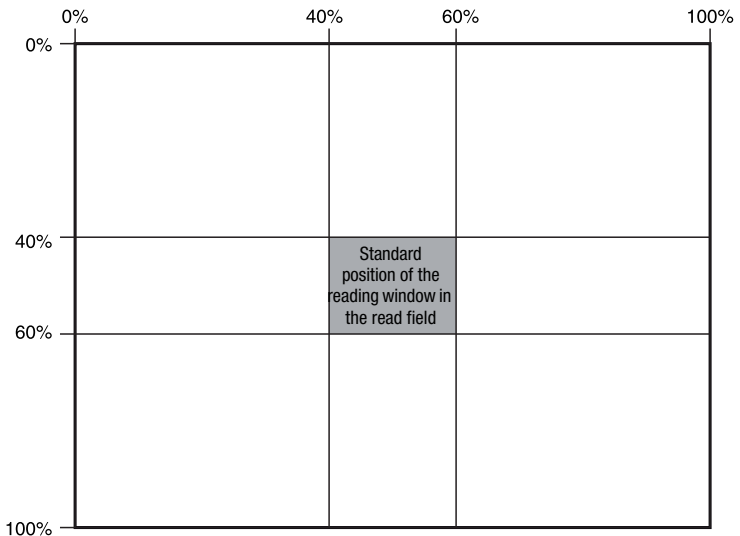 0%
40%
60%
100%
0%
40%
Standard
position of the
reading window in
the read field
60%
100%